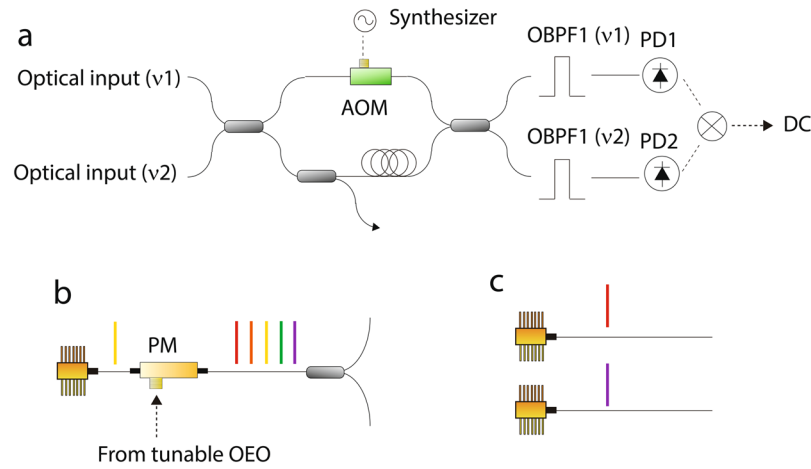 a
Synthesizer
Optical input (ν1)
AOM
OBPF1 (ν1)
PD1
DC
Optical input (ν2)
OBPF1 (ν2)
PD2
b
PM
From tunable OEO
c